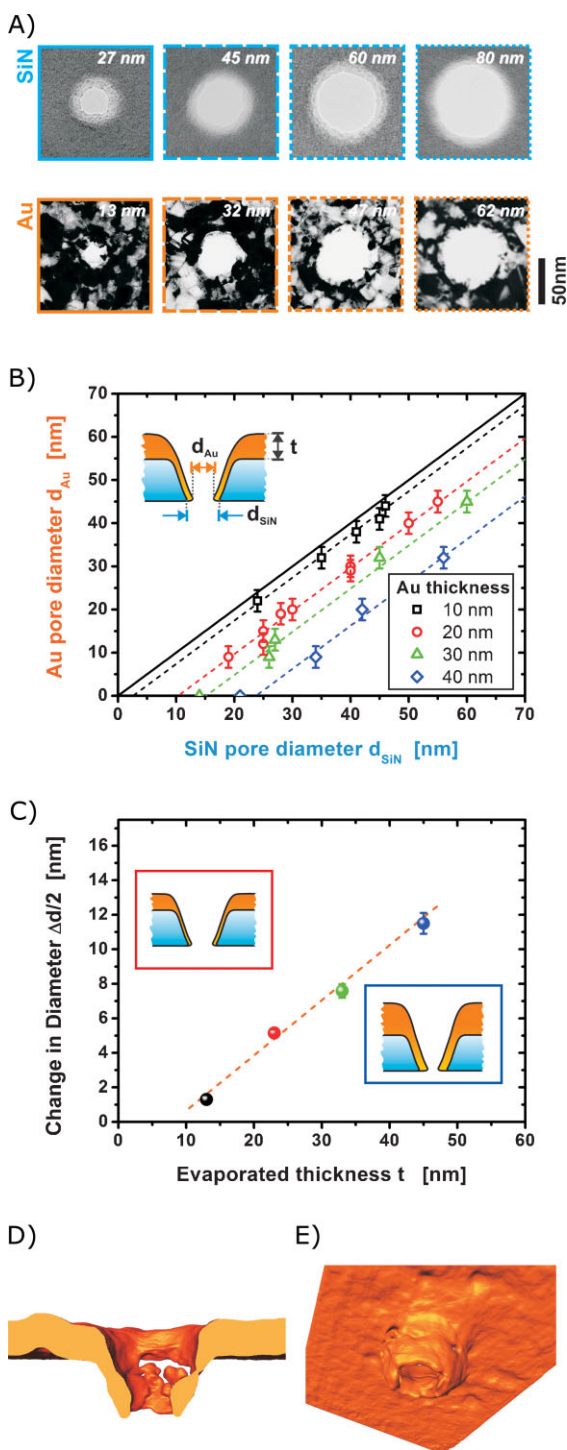 A)
SiN
27 nm
45 nm
60 nm
80 nm
Au
13 nm
32 nm
47 nm
62 nm
50nm
B)
Au pore diameter d_Au [nm]
70
60
50
40
30
20
10
0
d_Au
t
d_SiN
Au thickness
10 nm
20 nm
30 nm
40 nm
0 10 20 30 40 50 60 70
SiN pore diameter d_SiN [nm]
C)
Change in Diameter Δd/2 [nm]
16
14
12
10
8
6
4
2
0
0 10 20 30 40 50 60
Evaporated thickness t [nm]
D)
E)